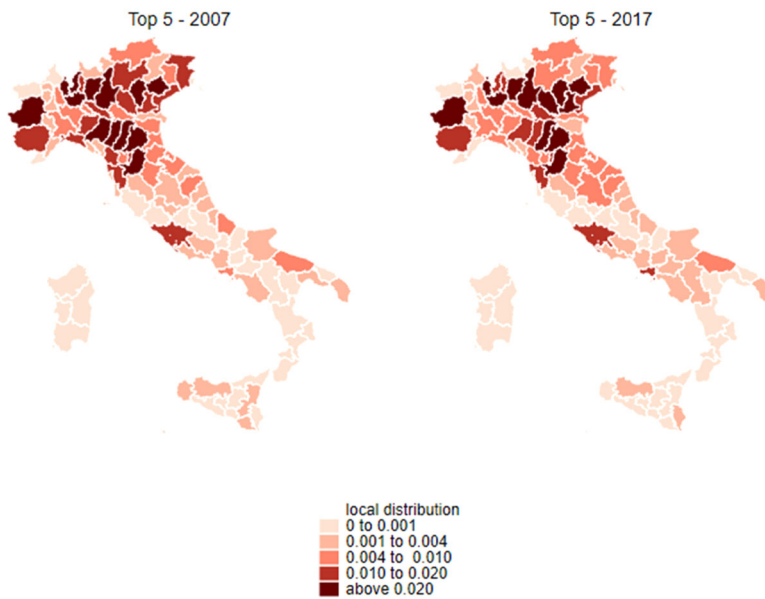 Top 5 - 2007
Top 5 - 2017
local distribution
0 to 0.001
0.001 to 0.004
0.004 to 0.010
0.010 to 0.020
above 0.020